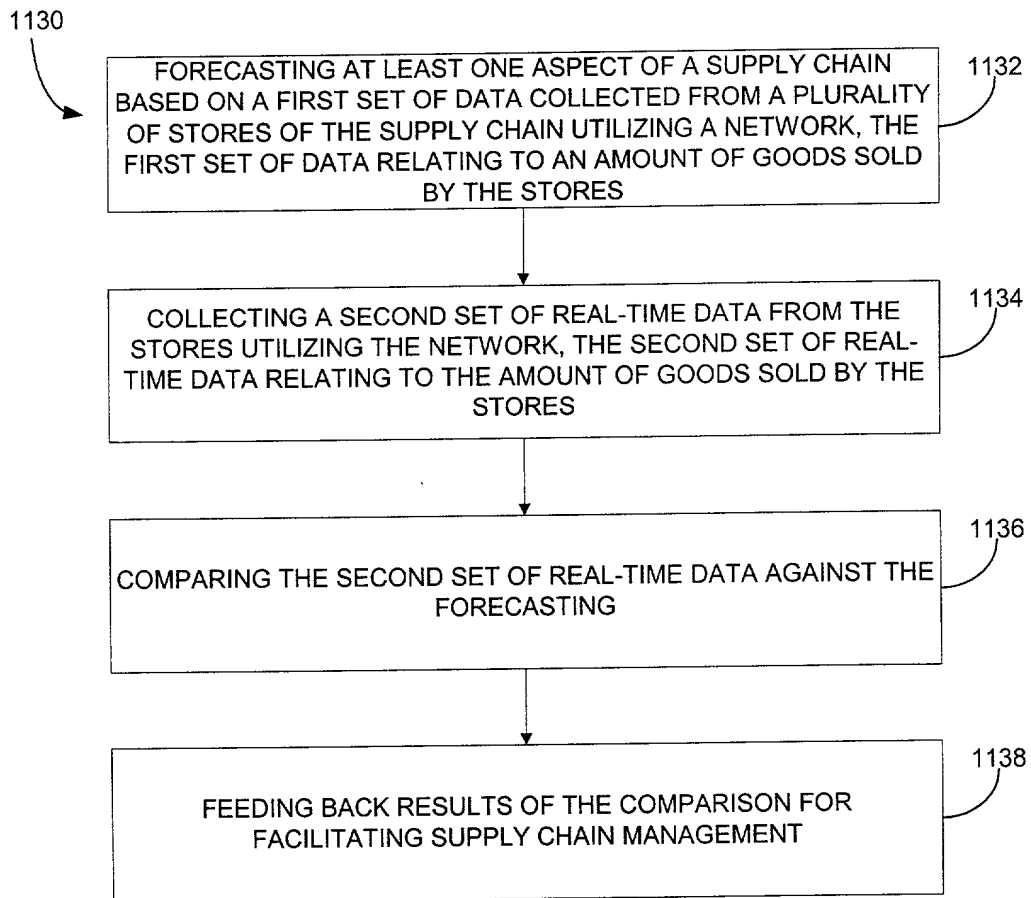 1130
FORECASTING AT LEAST ONE ASPECT OF A SUPPLY CHAIN
BASED ON A FIRST SET OF DATA COLLECTED FROM A PLURALITY
OF STORES OF THE SUPPLY CHAIN UTILIZING A NETWORK, THE
FIRST SET OF DATA RELATING TO AN AMOUNT OF GOODS SOLD
BY THE STORES
1132
COLLECTING A SECOND SET OF REAL-TIME DATA FROM THE
STORES UTILIZING THE NETWORK, THE SECOND SET OF REAL-
TIME DATA RELATING TO THE AMOUNT OF GOODS SOLD BY THE
STORES
1134
COMPARING THE SECOND SET OF REAL-TIME DATA AGAINST THE
FORECASTING
1136
FEEDING BACK RESULTS OF THE COMPARISON FOR
FACILITATING SUPPLY CHAIN MANAGEMENT
1138